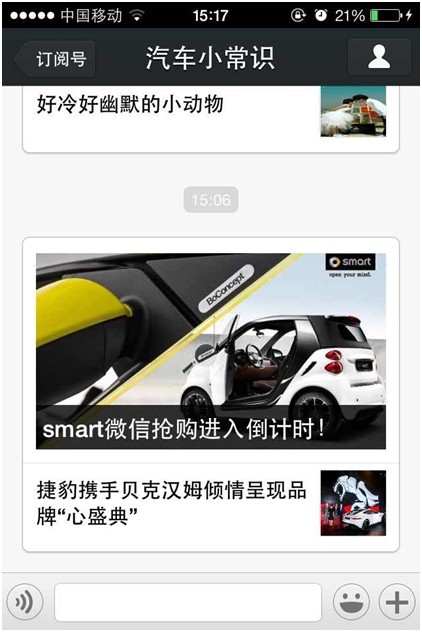 中国移动 15:17 21%
订阅号 汽车小常识
好冷好幽默的小动物
15:06
BoConcept
smart
open your mind.
smart微信抢购进入倒计时!
捷豹携手贝克汉姆倾情呈现品
牌“心盛典”